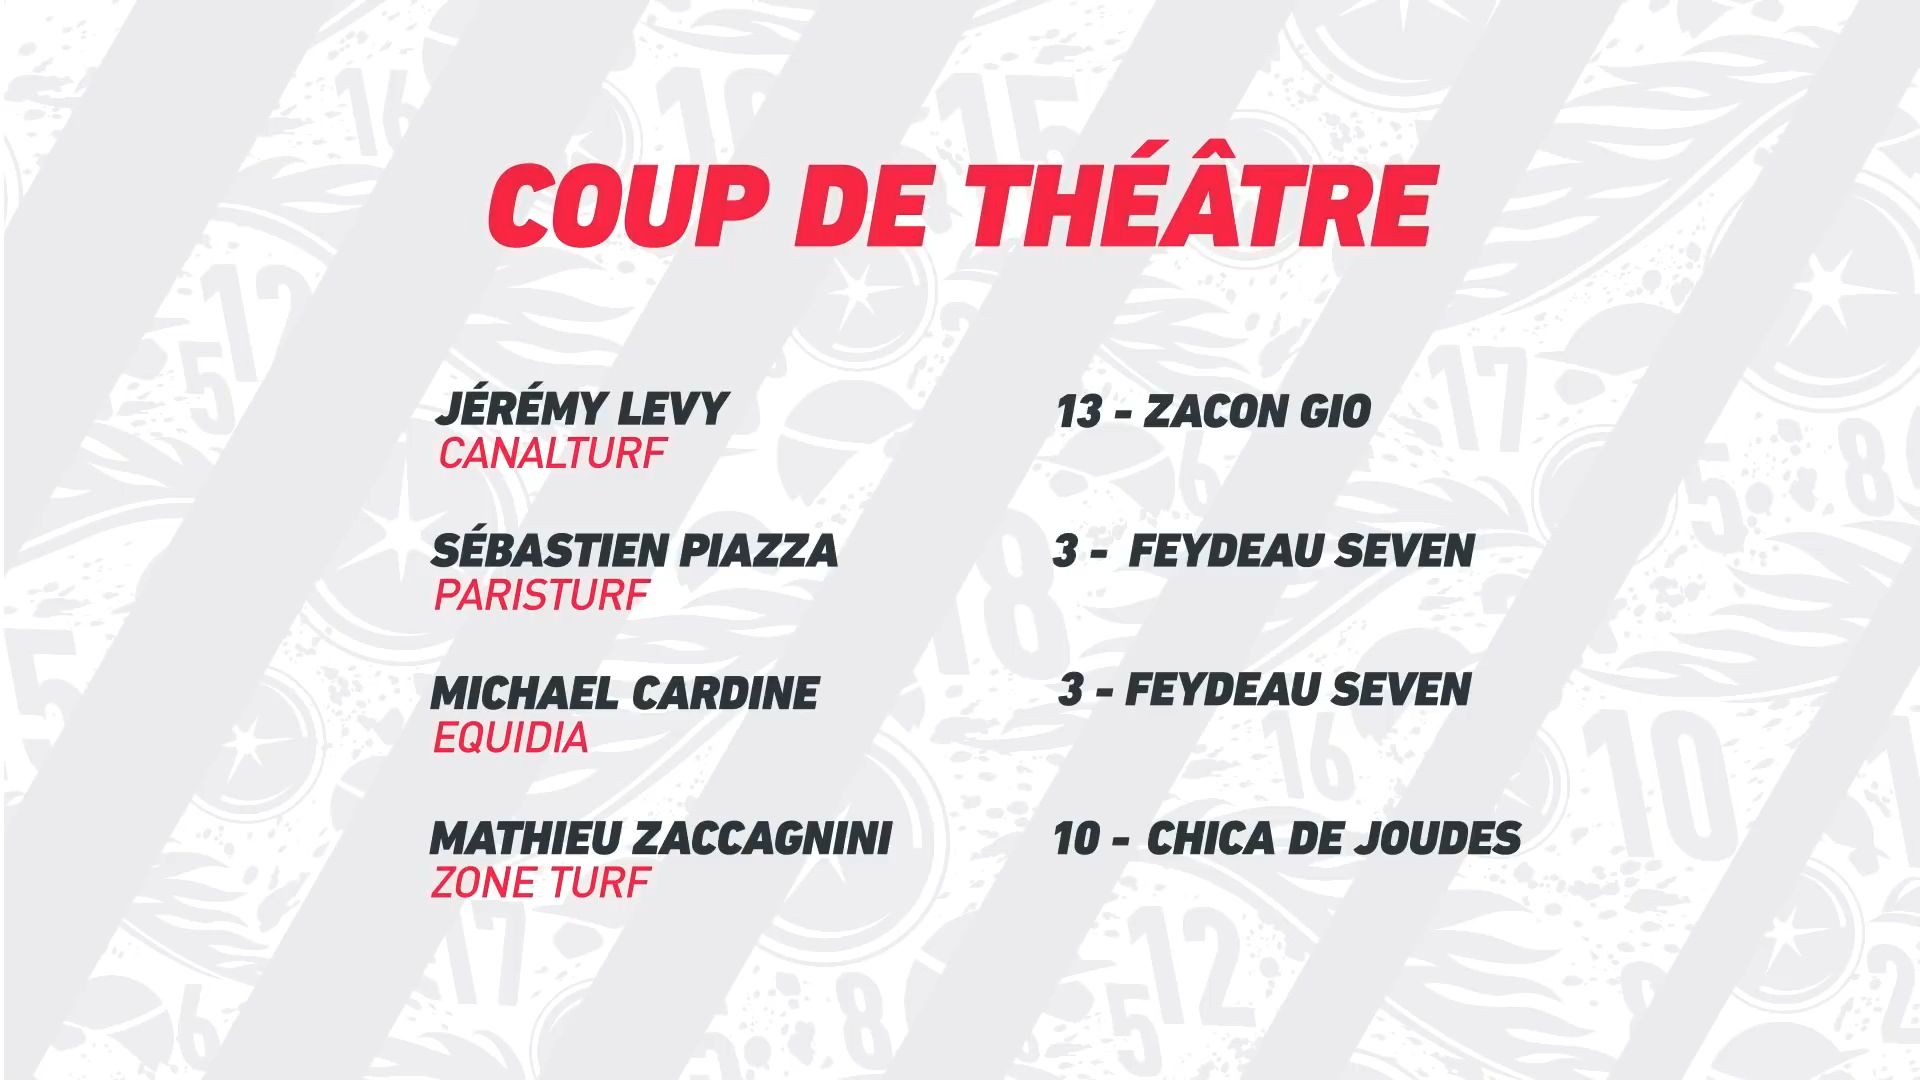 COUP DE THÉÂTRE
JÉRÉMY LEVY
CANALTURF
13 - ZACON GIO
SÉBASTIEN PIAZZA
PARISTURF
3 - FEYDEAU SEVEN
MICHAEL CARDINE
EQUIDIA
3 - FEYDEAU SEVEN
MATHIEU ZACCAGNINI
ZONE TURF
10 - CHICA DE JOUDES